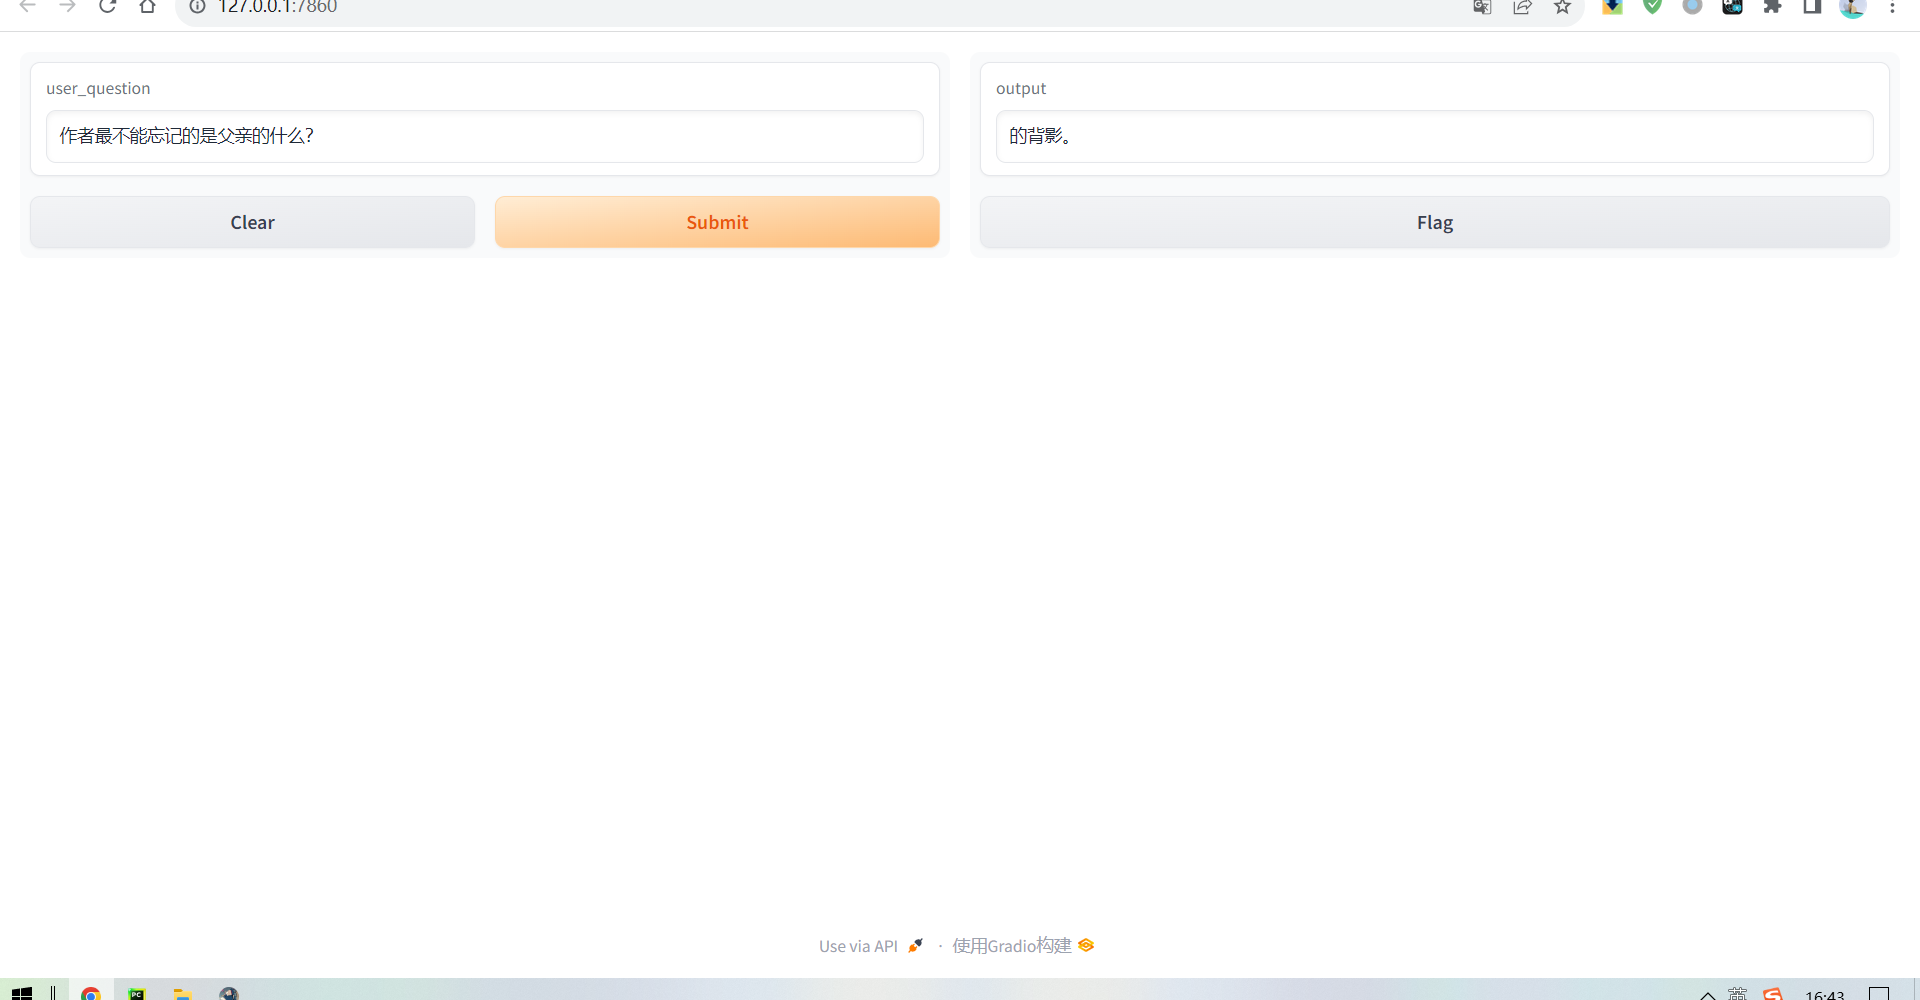 127.0.0.1:7860
user_question
作者最不能忘记的是父亲的什么?
Clear
Submit
output
的背影。
Flag
Use via API · 使用Gradio构建
英
16:43